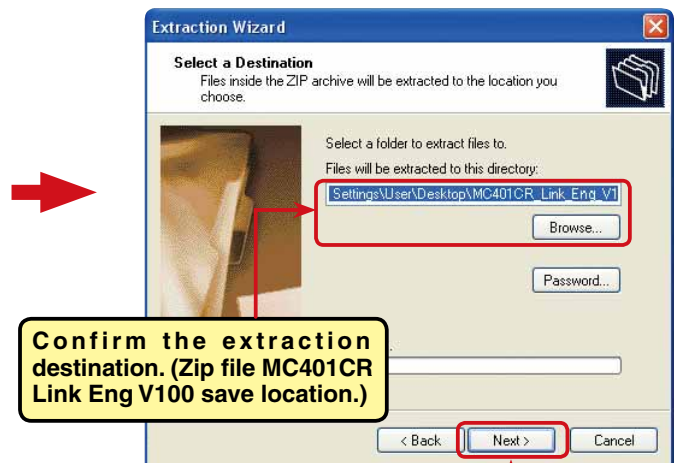 Extraction Wizard
Select a Destination
Files inside the ZIP archive will be extracted to the location you
choose.
Select a folder to extract files to.
Files will be extracted to this directory:
Settings\User\Desktop\MC401CR_Link_Eng_V1
Browse...
Password...
Confirm the extraction
destination. (Zip file MC401CR
Link Eng V100 save location.)
< Back
Next >
Cancel